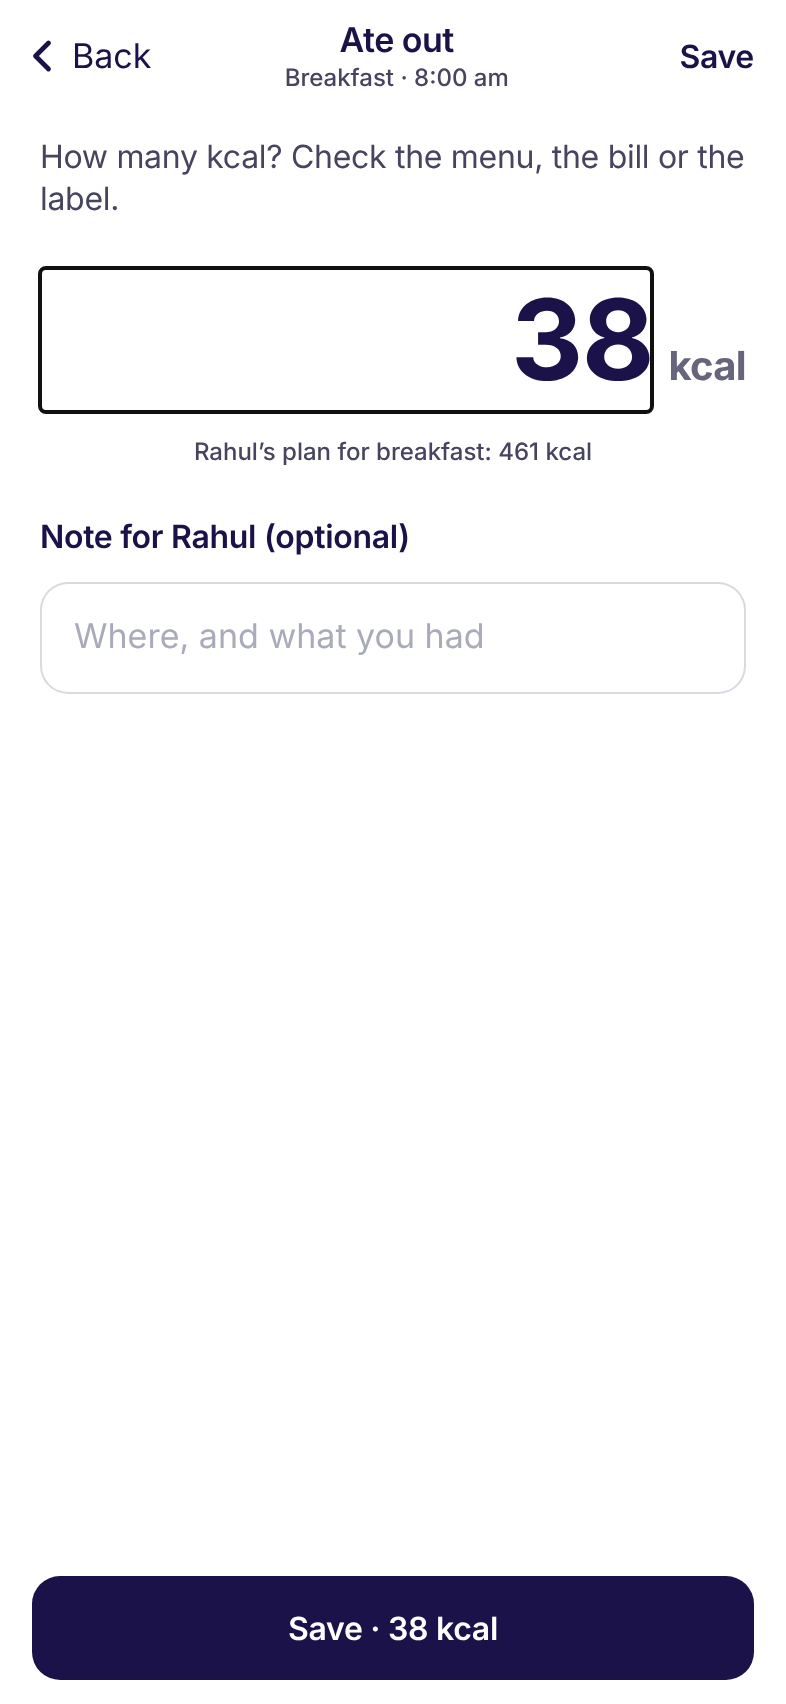 Back
Ate out
Breakfast · 8:00 am
Save
How many kcal? Check the menu, the bill or the
label.
38 kcal
Rahul’s plan for breakfast: 461 kcal
Note for Rahul (optional)
Where, and what you had
Save · 38 kcal